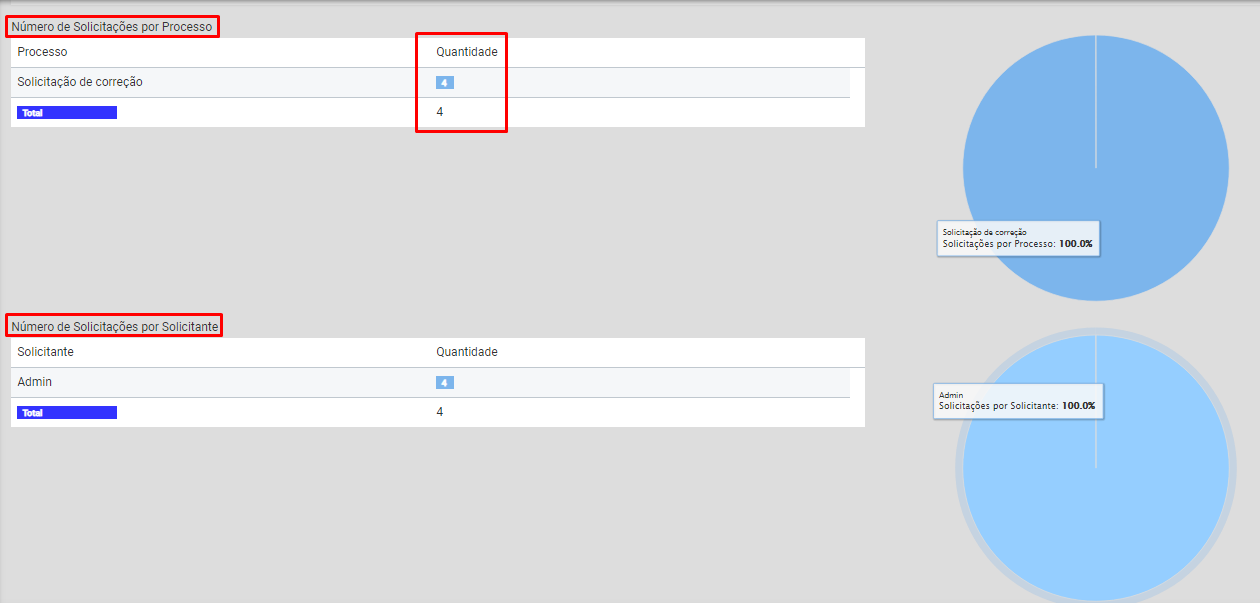 Número de Solicitações por Processo
Processo Quantidade
Solicitação de correção 4
Total 4
Solicitação de correção
Solicitações por Processo: 100.0%
Número de Solicitações por Solicitante
Solicitante Quantidade
Admin 4
Total 4
Admin
Solicitações por Solicitante: 100.0%